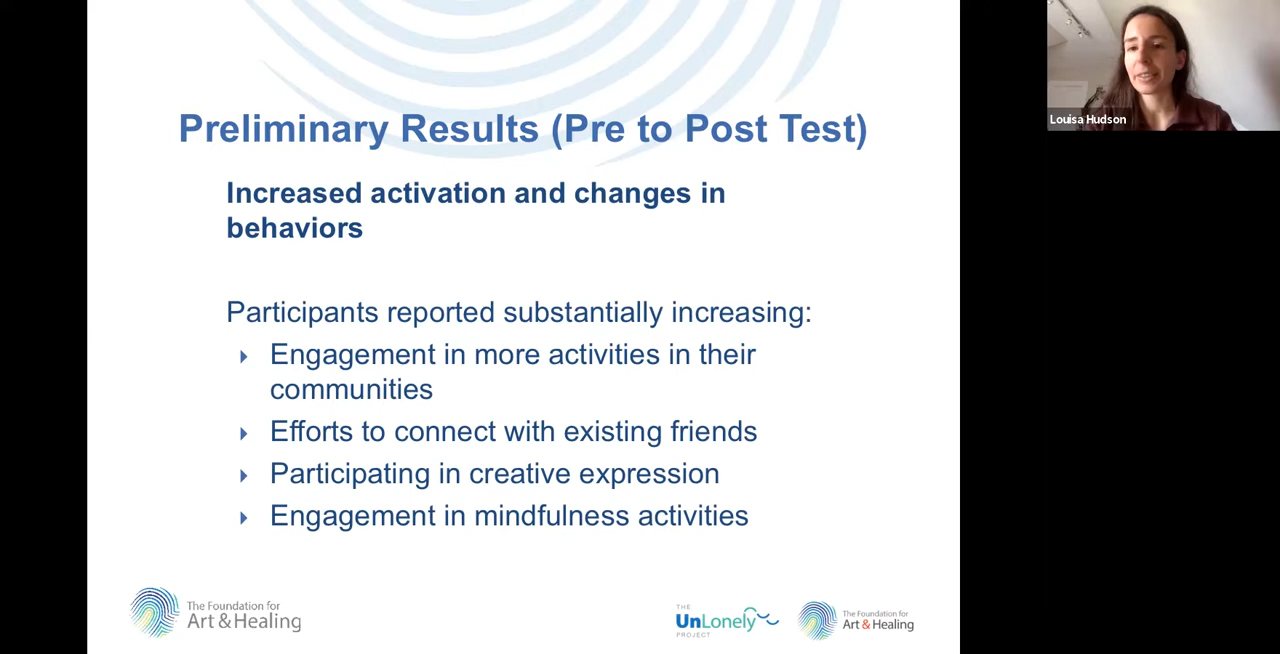 Preliminary Results (Pre to Post Test)
Increased activation and changes in
behaviors
Participants reported substantially increasing:
Engagement in more activities in their
communities
Efforts to connect with existing friends
Participating in creative expression
Engagement in mindfulness activities
The Foundation for
Art & Healing
THE
UnLonely
PROJECT
The Foundation for
Art & Healing
Louisa Hudson